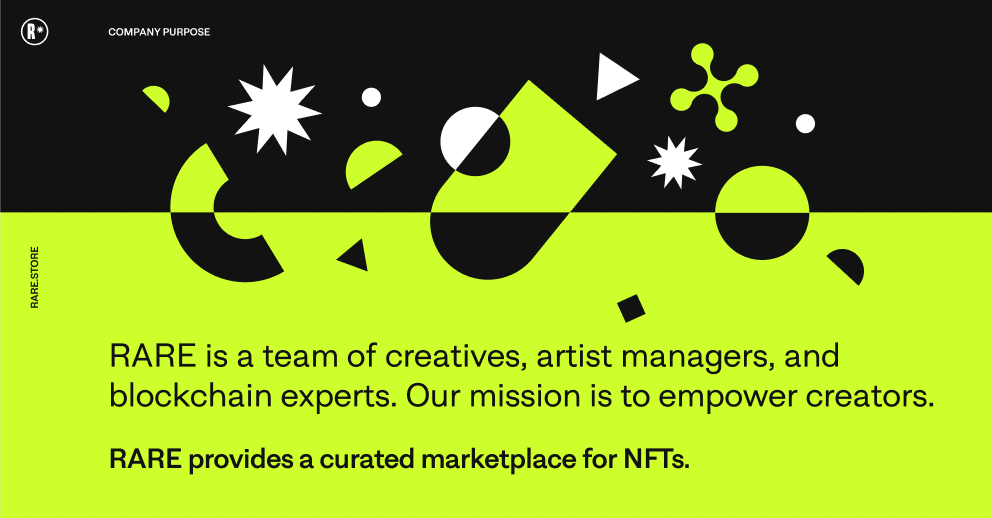 R*
COMPANY PURPOSE
RARE.STORE
RARE is a team of creatives, artist managers, and
blockchain experts. Our mission is to empower creators.
RARE provides a curated marketplace for NFTs.